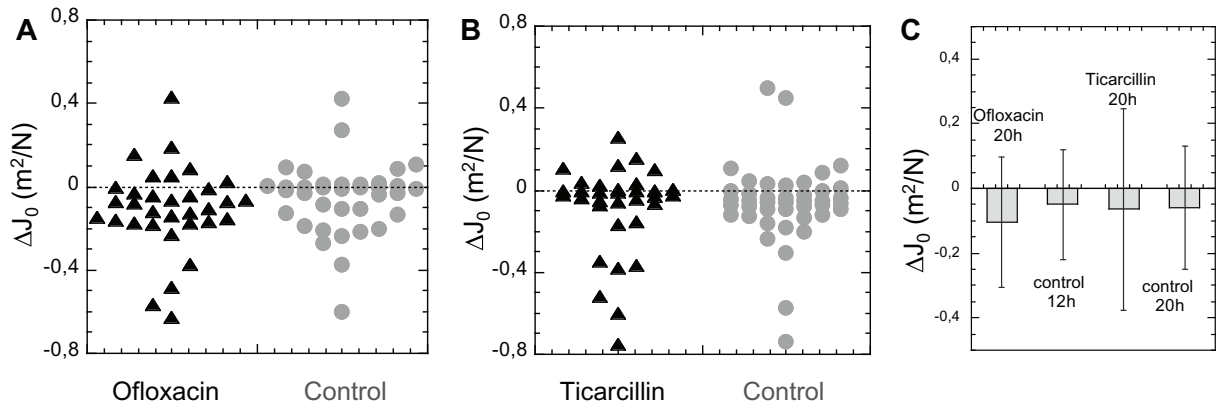 A
0,8
0,4
0
-0,4
-0,8
ΔJ0 (m²/N)
Ofloxacin
Control
B
0,8
0,4
0
-0,4
-0,8
ΔJ0 (m²/N)
Ticarcillin
Control
C
0,4
0,2
0
-0,2
-0,4
ΔJ0 (m²/N)
Ofloxacin
20h
control
12h
Ticarcillin
20h
control
20h